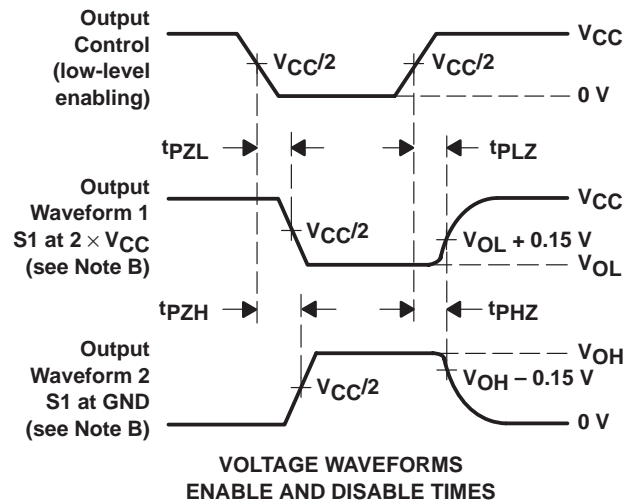 Output
Control
(low-level
enabling)
VCC/2
VCC/2
VCC
0 V
tPZL
tPLZ
Output
Waveform 1
S1 at 2 × VCC
(see Note B)
VCC/2
VCC
VOL + 0.15 V
VOL
tPZH
tPHZ
Output
Waveform 2
S1 at GND
(see Note B)
VCC/2
VOH
VOH – 0.15 V
0 V
VOLTAGE WAVEFORMS
ENABLE AND DISABLE TIMES